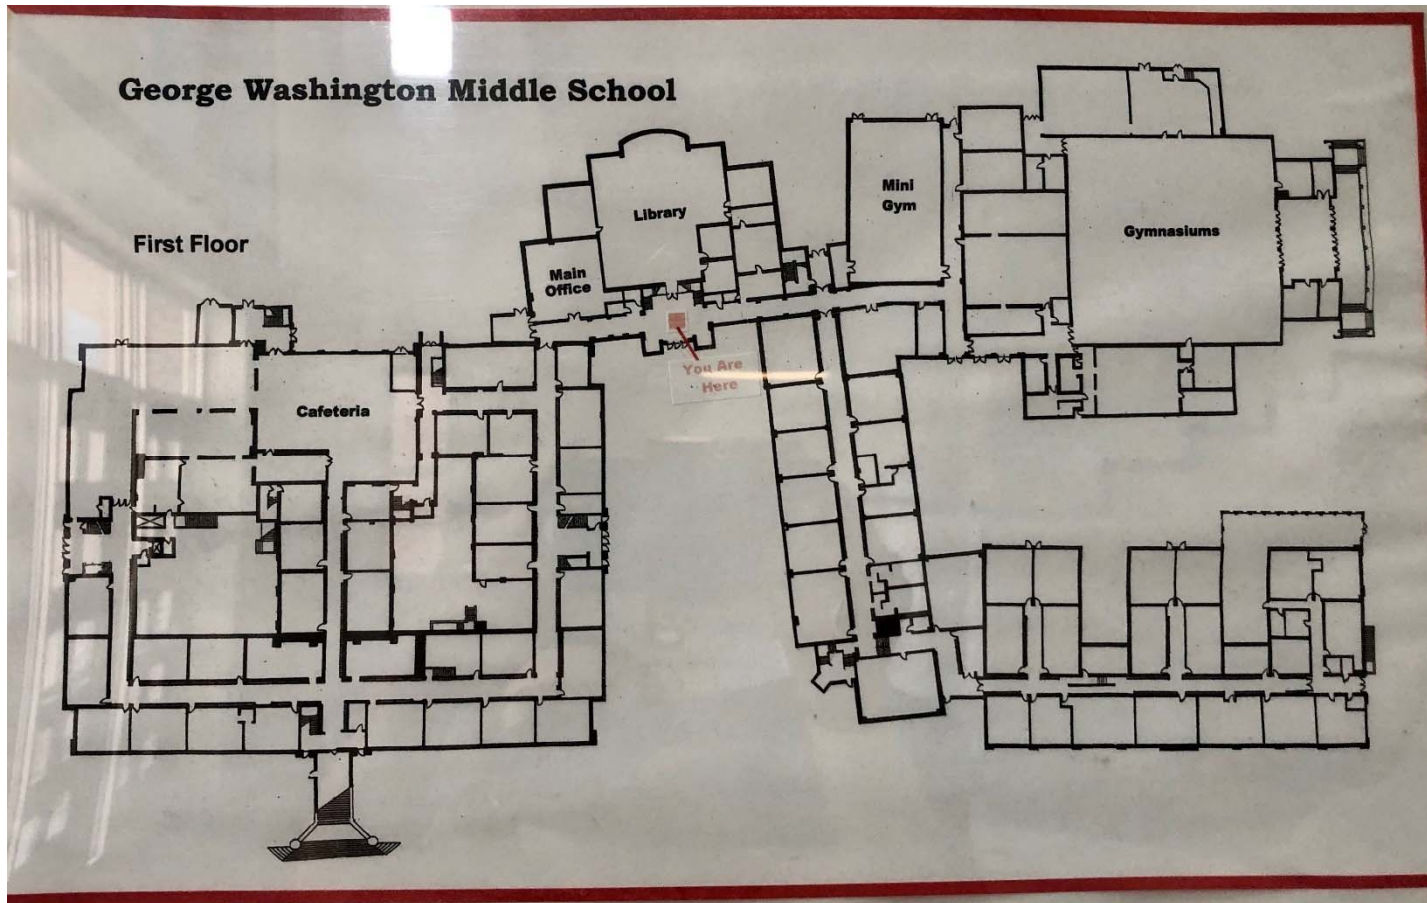 George Washington Middle School
First Floor
Library
Main
Office
Mini
Gym
Gymnasiums
Cafeteria
You Are
Here